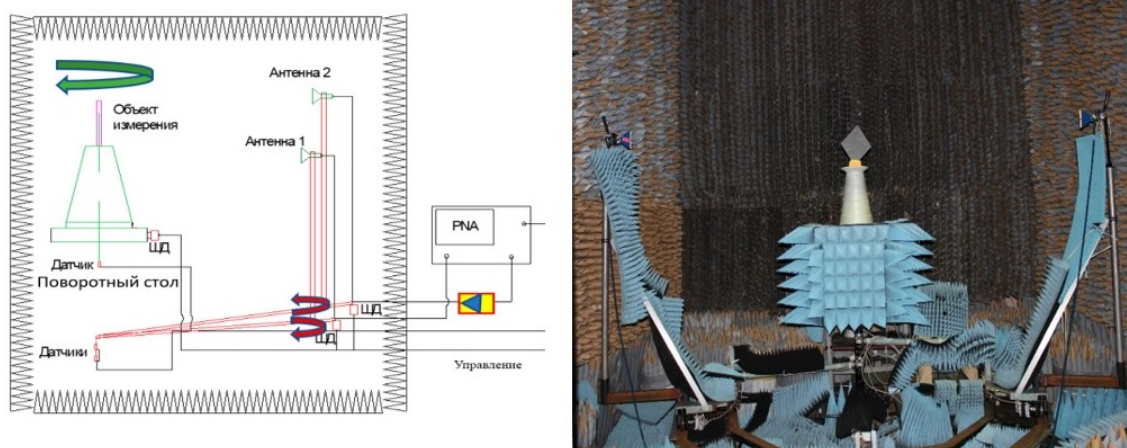 Антенна 2
Объект
измерения
Антенна 1
PNA
ШД
Датчик
Поворотный стол
ШД
ШД
Датчики
Управление